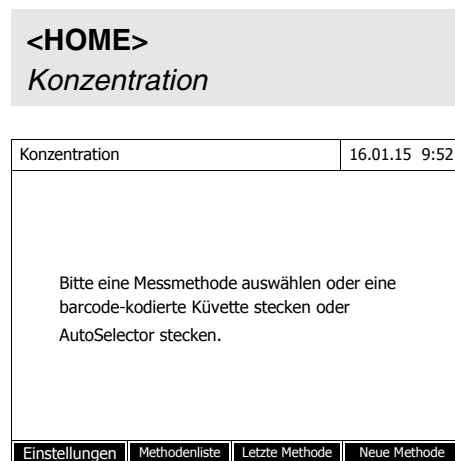 <HOME>
Konzentration
Konzentration 16.01.15 9:52
Bitte eine Messmethode auswählen oder eine
barcode-kodierte Küvette stecken oder
AutoSelector stecken.
Einstellungen Methodenliste Letzte Methode Neue Methode